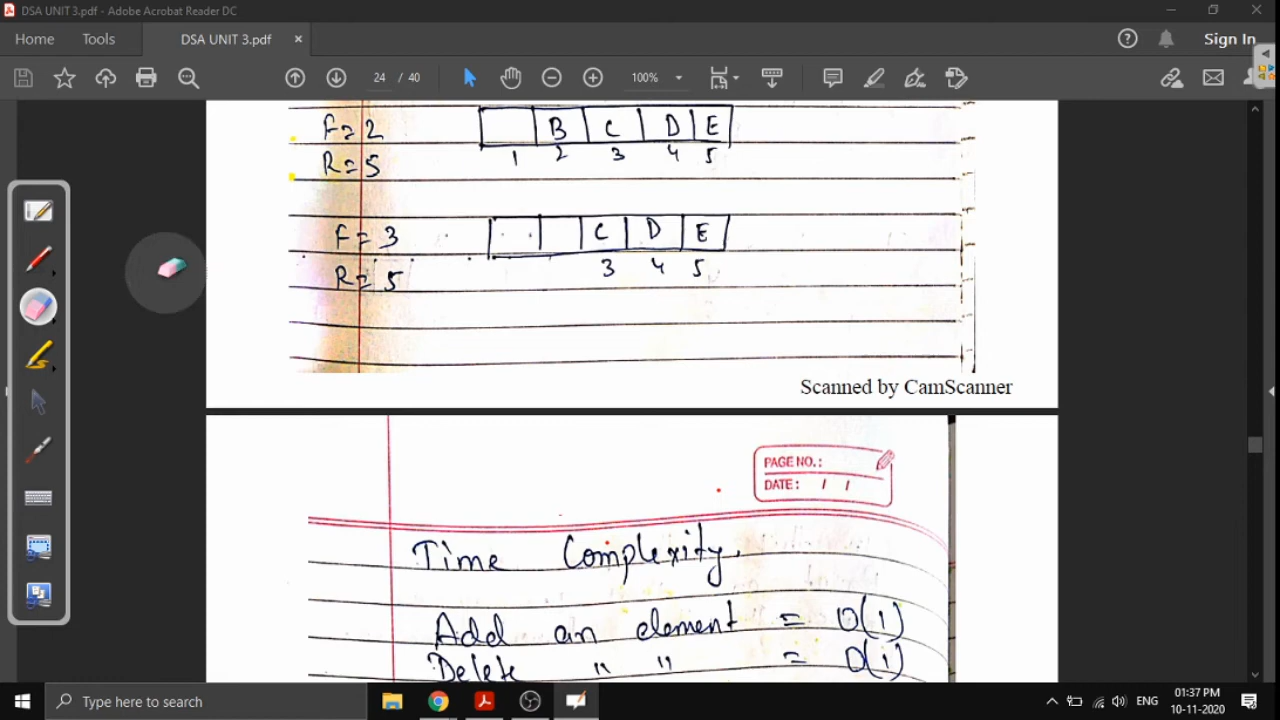 DSA UNIT 3.pdf - Adobe Acrobat Reader DC
Home Tools DSA UNIT 3.pdf × Sign In
24 / 40 100%
F = 2 B C D E
R = 5 1 2 3 4 5
F = 3 C D E
R = 5 3 4 5
Scanned by CamScanner
PAGE NO.:
DATE: / /
Time Complexity.
Add an element = O(1)
Delete " " = O(1)
Type here to search
ENG
01:37 PM
10-11-2020